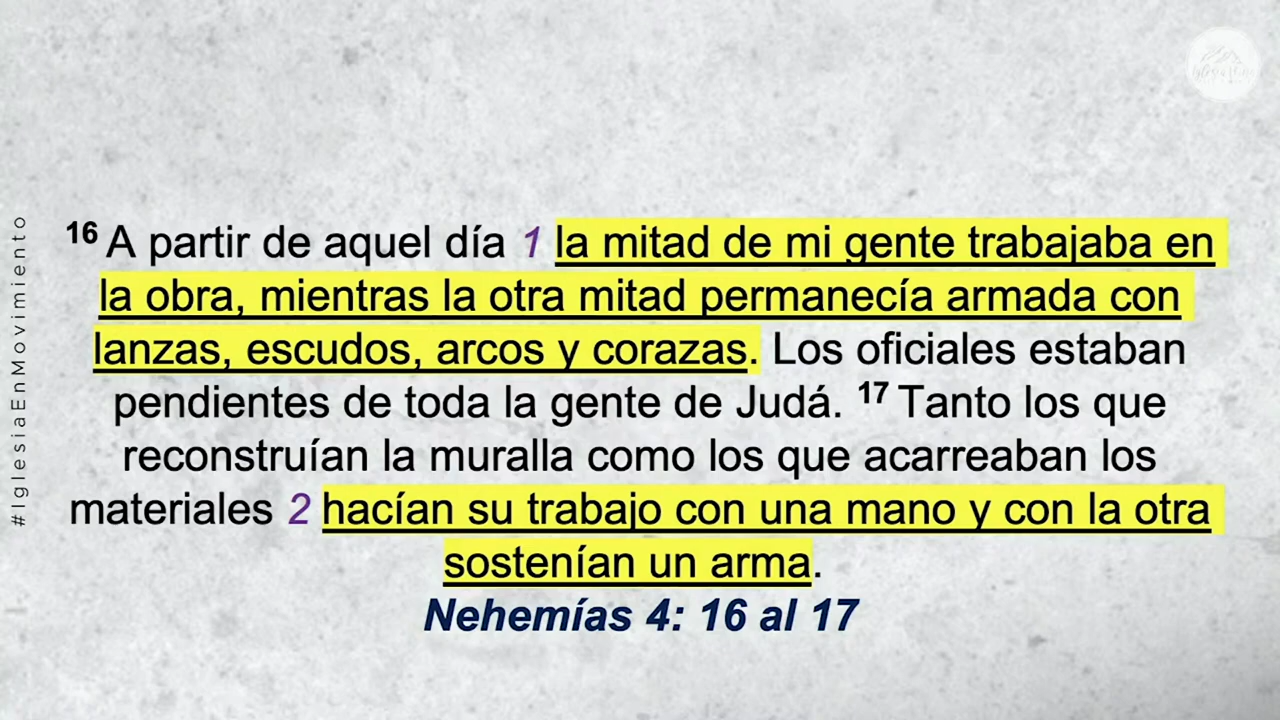 #IglesiaEnMovimiento
16 A partir de aquel día 1 la mitad de mi gente trabajaba en
la obra, mientras la otra mitad permanecía armada con
lanzas, escudos, arcos y corazas. Los oficiales estaban
pendientes de toda la gente de Judá. 17 Tanto los que
reconstruían la muralla como los que acarreaban los
materiales 2 hacían su trabajo con una mano y con la otra
sostenían un arma.
Nehemías 4: 16 al 17